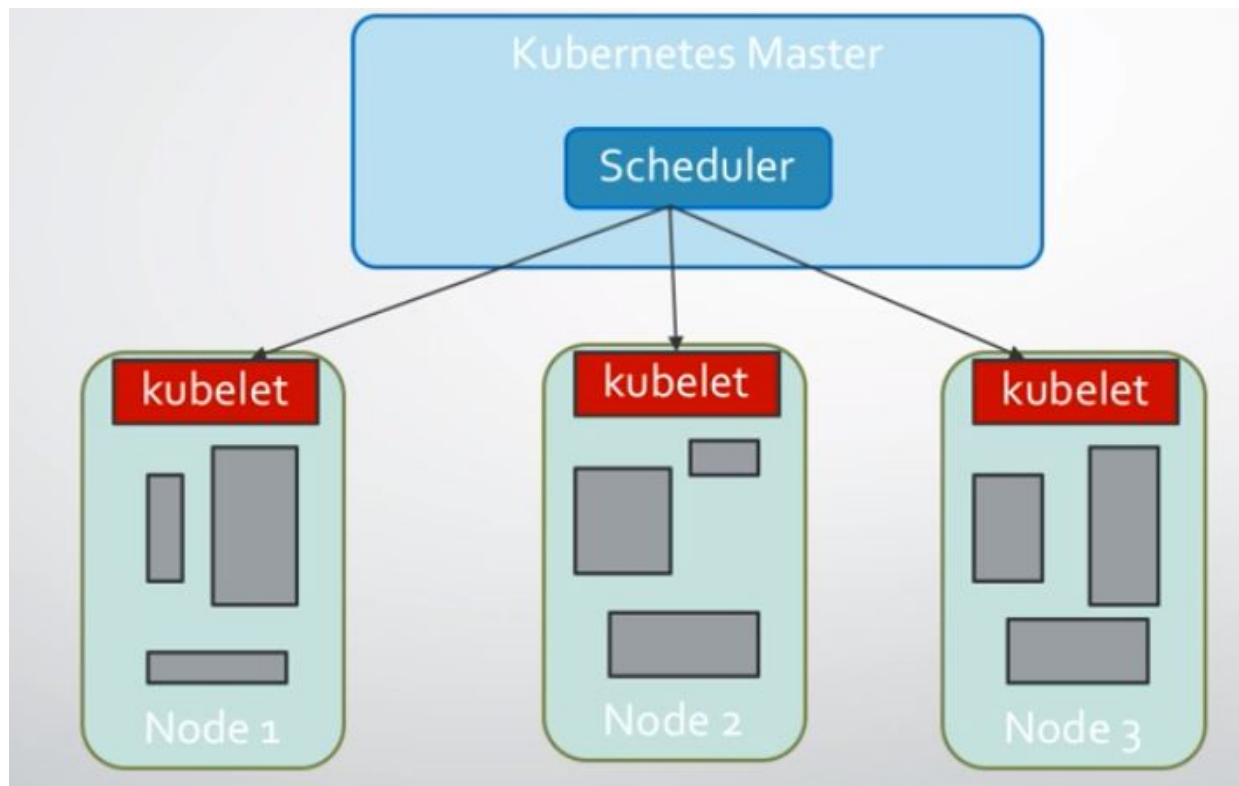 Kubernetes Master
Scheduler
kubelet
kubelet
kubelet
Node 1
Node 2
Node 3